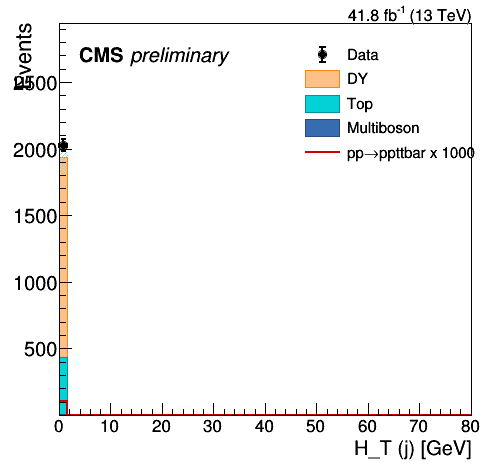 41.8 fb⁻¹ (13 TeV)
Events
CMS preliminary
Data
DY
Top
Multiboson
pp→ppttbar x 1000
2500
2000
1500
1000
500
0 10 20 30 40 50 60 70 80
H_T (j) [GeV]